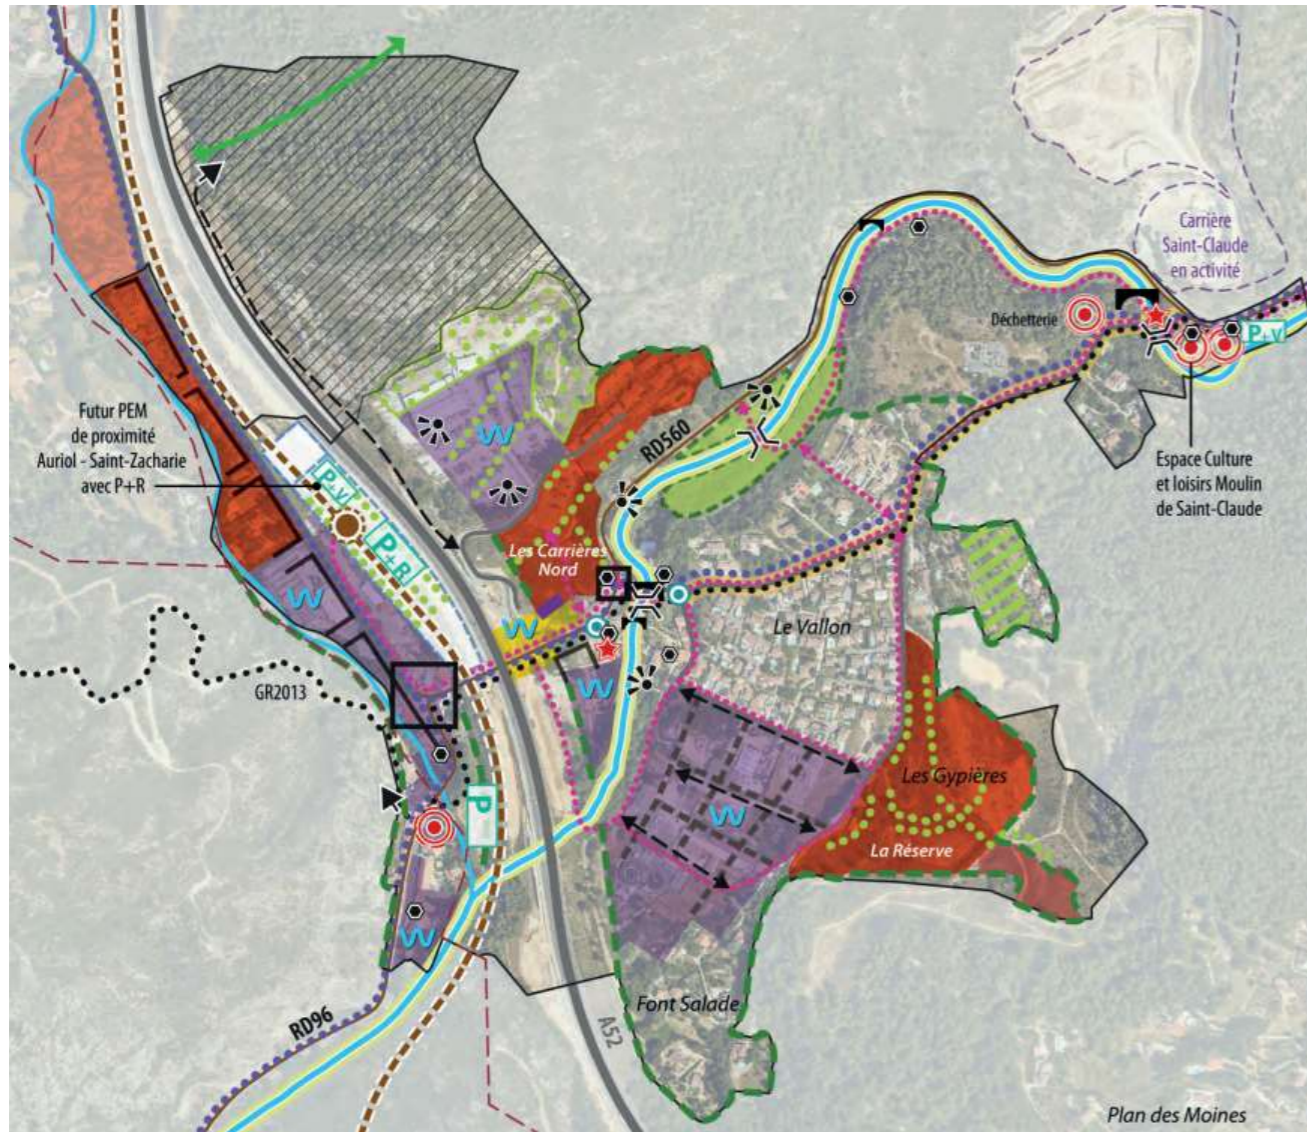 Carrière
Saint-Claude
en activité
Déchetterie
P+V
Futur PEM
de proximité
Auriol - Saint-Zacharie
avec P+R
RD560
Espace Culture
et loisirs Moulin
de Saint-Claude
P+V
P+R
Les Carrières
Nord
Le Vallon
GR2013
Les Gypières
P
La Réserve
Font Salade
RD96
A52
Plan des Moines